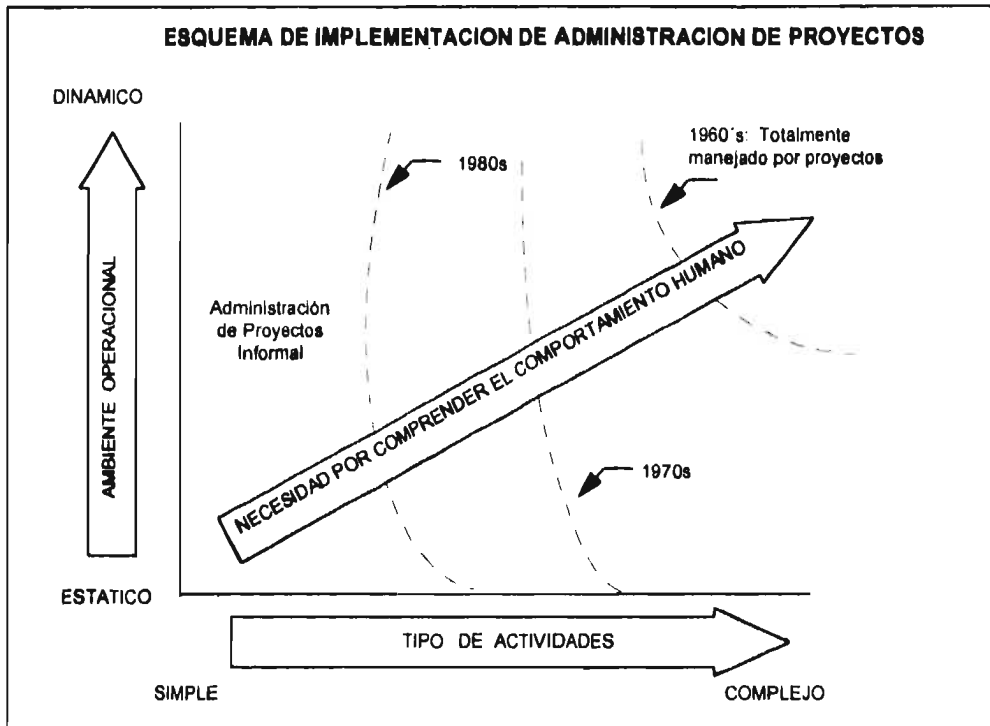 ESQUEMA DE IMPLEMENTACION DE ADMINISTRACION DE PROYECTOS
DINAMICO
1960´s: Totalmente
manejado por proyectos
1980s
AMBIENTE OPERACIONAL
Administración
de Proyectos
Informal
NECESIDAD POR COMPRENDER EL COMPORTAMIENTO HUMANO
1970s
ESTATICO
TIPO DE ACTIVIDADES
SIMPLE
COMPLEJO